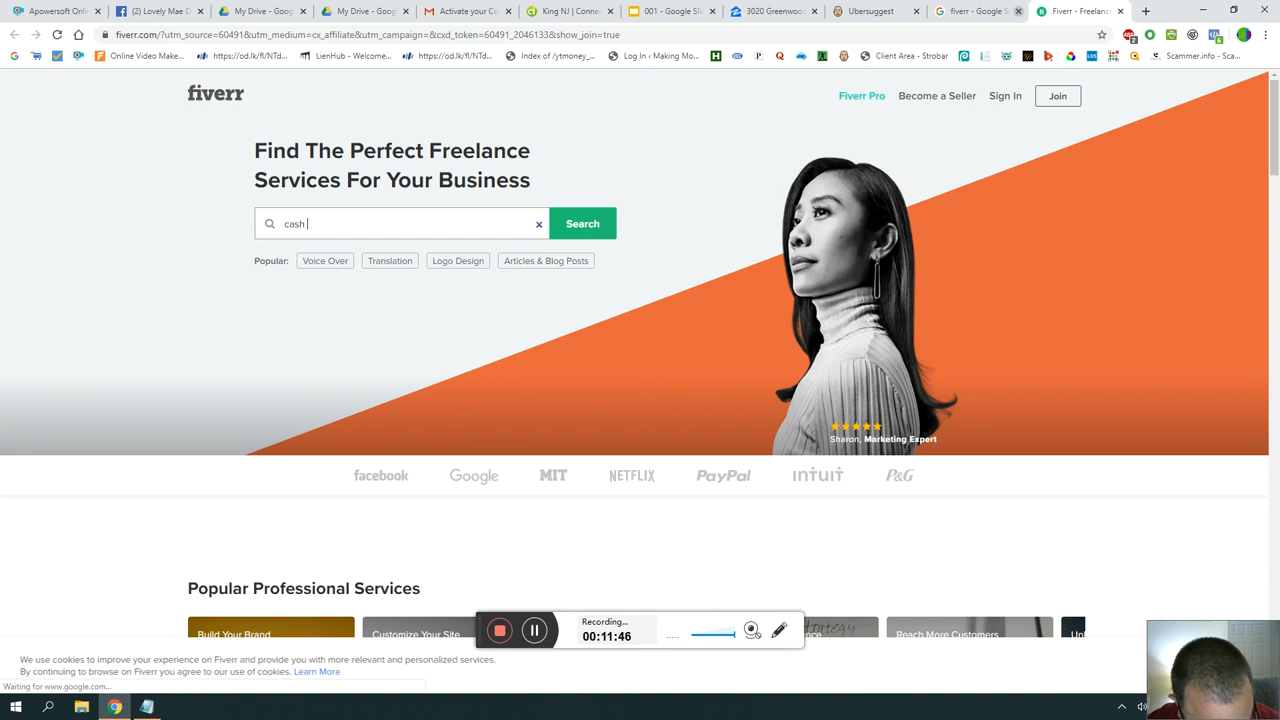 Apowersoft Onli
(2) Lovely Mae D
My Drive - Goog
My Drive - Goog
Activate your Co
King NJ | Connec
001 - Google Slid
3020 Greenwood
Ubersuggest
fiverr - Google S
Fiverr - Freelanc
fiverr.com/?utm_source=60491&utm_medium=cx_affiliate&utm_campaign=&cxd_token=60491_2046133&show_join=true
Online Video Make...
https://od.lk/fl/NTd...
LienHub - Welcome...
https://od.lk/fl/NTd...
Index of /ytmoney_...
Log In ‹ Making Mo...
Client Area - Strobar
Scammer.info - Sca...
fiverr
Fiverr Pro
Become a Seller
Sign In
Join
Find The Perfect Freelance
Services For Your Business
cash
Search
Popular:
Voice Over
Translation
Logo Design
Articles & Blog Posts
Sharon, Marketing Expert
facebook
Google
MIT
NETFLIX
PayPal
intuit
P&G
Popular Professional Services
Build Your Brand
Customize Your Site
Reach More Customers
Recording...
00:11:46
We use cookies to improve your experience on Fiverr and provide you with more relevant and personalized services.
By continuing to browse on Fiverr you agree to our use of cookies. Learn More
Waiting for www.google.com...